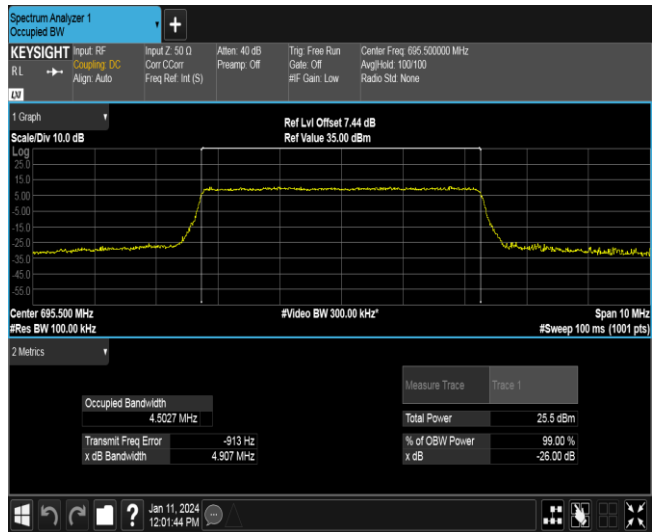 Spectrum Analyzer 1
Occupied BW
+
KEYSIGHT
RL
Input: RF
Coupling: DC
Align: Auto
Input Z: 50 Ω
Corr CCorr
Freq Ref: Int (S)
Atten: 40 dB
Preamp: Off
Trig: Free Run
Gate: Off
#IF Gain: Low
Center Freq: 695.500000 MHz
Avg|Hold: 100/100
Radio Std: None
LXI
1 Graph
Scale/Div 10.0 dB
Ref Lvl Offset 7.44 dB
Ref Value 35.00 dBm
Log
25.0
15.0
5.00
-5.00
-15.0
-25.0
-35.0
-45.0
-55.0
Center 695.500 MHz
#Res BW 100.00 kHz
#Video BW 300.00 kHz*
Span 10 MHz
#Sweep 100 ms (1001 pts)
2 Metrics
Measure Trace Trace 1
Occupied Bandwidth
4.5027 MHz
Total Power 25.5 dBm
Transmit Freq Error -913 Hz
% of OBW Power 99.00 %
x dB Bandwidth 4.907 MHz
x dB -26.00 dB
?
Jan 11, 2024
12:01:44 PM